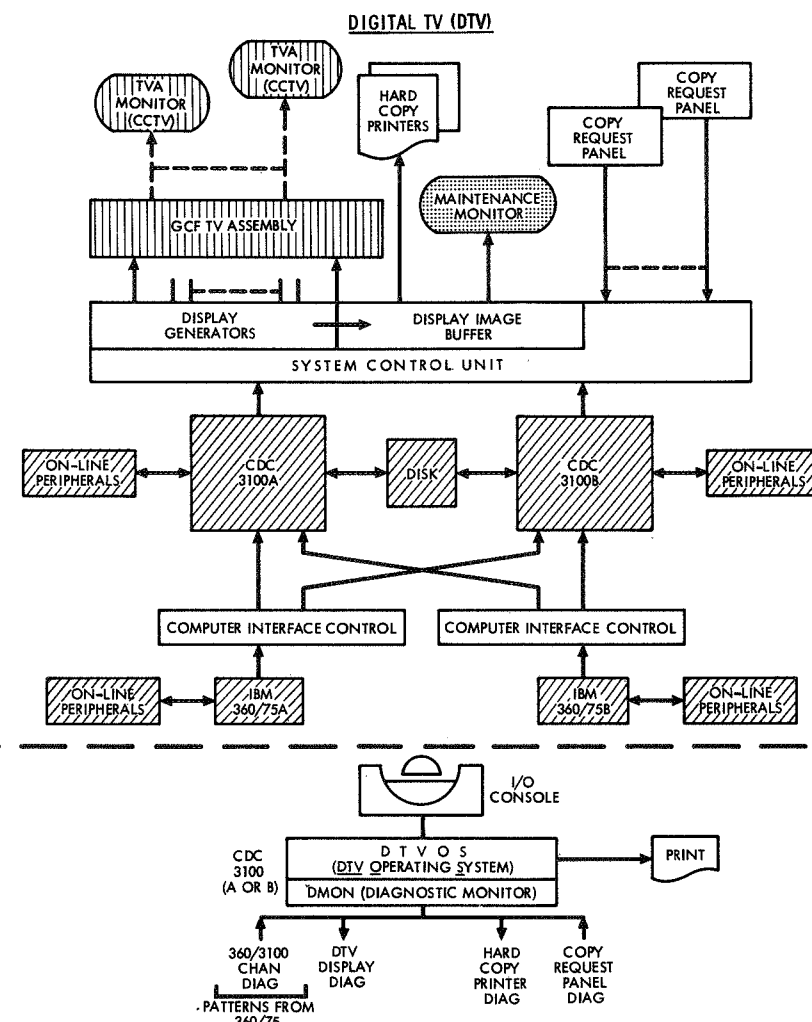 DIGITAL TV (DTV)
TVA
MONITOR
(CCTV)
TVA
MONITOR
(CCTV)
HARD
COPY
PRINTERS
COPY
REQUEST
PANEL
COPY
REQUEST
PANEL
MAINTENANCE
MONITOR
GCF TV ASSEMBLY
DISPLAY
GENERATORS
DISPLAY IMAGE
BUFFER
SYSTEM CONTROL UNIT
ON-LINE
PERIPHERALS
CDC
3100A
DISK
CDC
3100B
ON-LINE
PERIPHERALS
COMPUTER INTERFACE CONTROL
COMPUTER INTERFACE CONTROL
ON-LINE
PERIPHERALS
IBM
360/75A
IBM
360/75B
ON-LINE
PERIPHERALS
I/O
CONSOLE
CDC
3100
(A OR B)
D T V O S
(DTV OPERATING SYSTEM)
DMON (DIAGNOSTIC MONITOR)
PRINT
360/3100
CHAN
DIAG
PATTERNS FROM
360/75
DTV
DISPLAY
DIAG
HARD
COPY
PRINTER
DIAG
COPY
REQUEST
PANEL
DIAG